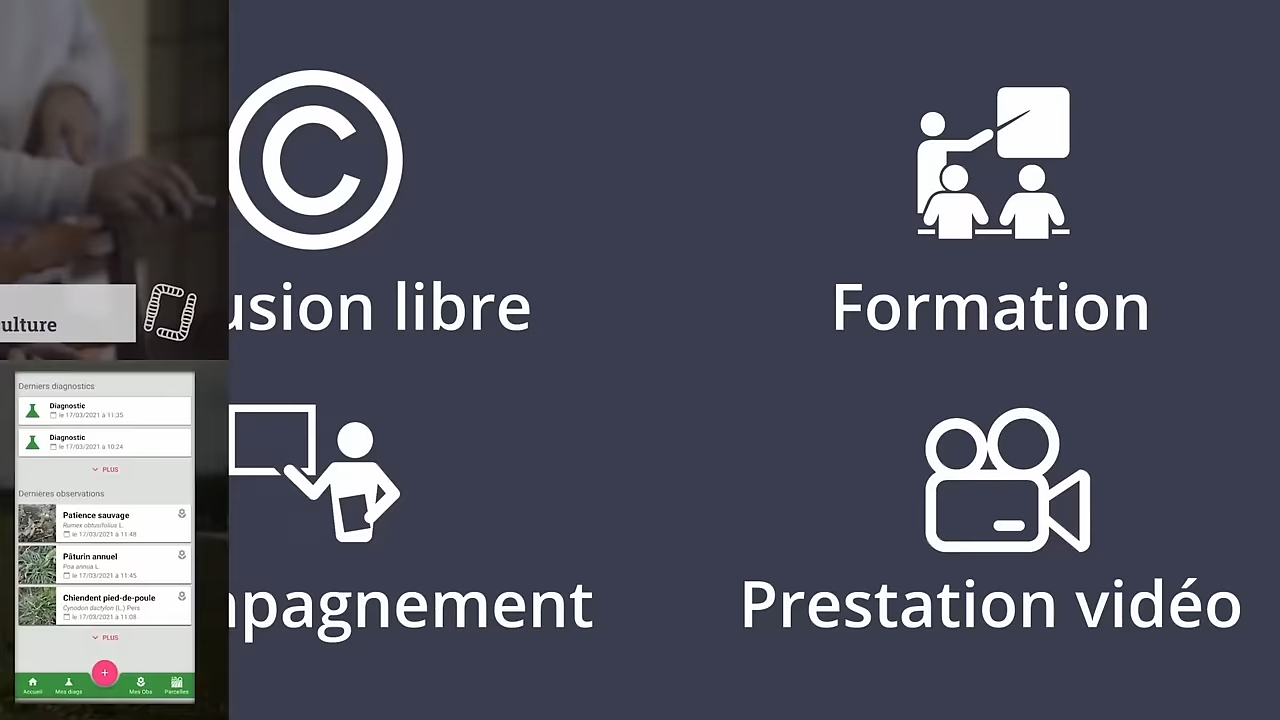 ulture
usion libre
Formation
Derniers diagnostics
Diagnostic
le 17/03/2021 à 11:35
Diagnostic
le 17/03/2021 à 10:24
PLUS
Dernières observations
Patience sauvage
Rumex obtusifolius L.
le 17/03/2021 à 11:48
Pâturin annuel
Poa annua L.
le 17/03/2021 à 11:45
Chiendent pied-de-poule
Cynodon dactylon (L.) Pers
le 17/03/2021 à 11:08
PLUS
Accueil
Mes diags
Mes Obs
Parcelles
pagnement
Prestation vidéo